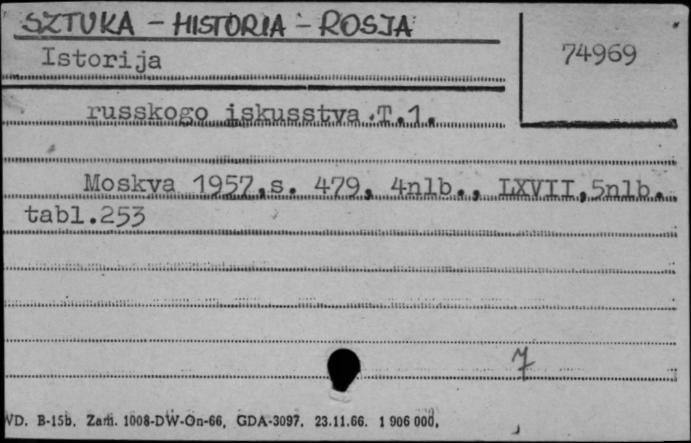 SZTUKA - HISTORIA - ROSJA
74969
Istorija
russkogo iskusstva.T.1.
Moskva 1957,s. 479, 4nlb., LXVII,5nlb.
tabl.253
7
WD. B-15b. Zam. 1008-DW-On-66, GDA-3097. 23.11.66. 1 906 000,